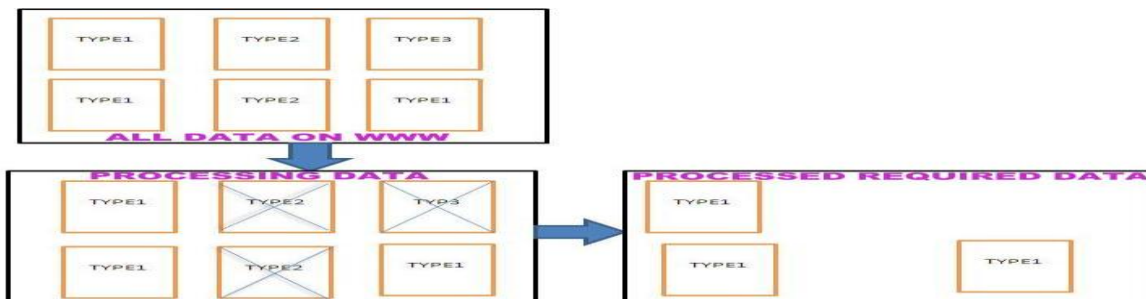 TYPE1 TYPE2 TYPE3
TYPE1 TYPE2 TYPE1
ALL DATA ON WWW
PROCESSING DATA
TYPE1 TYPE2 TYP3
TYPE1 TYPE2 TYPE1
PROCESSED REQUIRED DATA
TYPE1
TYPE1 TYPE1